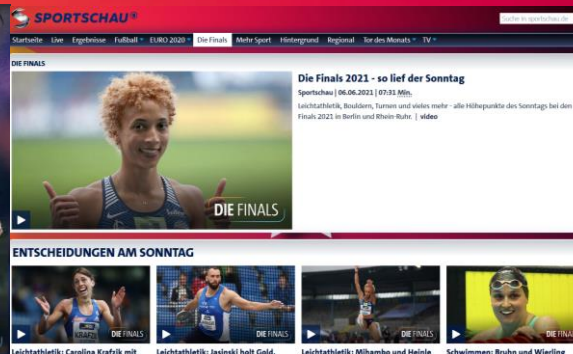 SPORTSCHAU
Suche in sportschau.de
Startseite Live Ergebnisse Fußball EURO 2020 Die Finals Mehr Sport Hintergrund Regional Tor des Monats TV
DIE FINALS
Die Finals 2021 - so lief der Sonntag
Sportschau | 06.06.2021 | 07:31 Min.
Leichtathletik, Bouldern, Turnen und vieles mehr - alle Höhepunkte des Sonntags bei den
Finals 2021 in Berlin und Rhein-Ruhr. | video
DIE FINALS
ENTSCHEIDUNGEN AM SONNTAG
KRAFZ
DIE FINALS
DIE FINALS
DIE FINALS
DIE FINALS
Leichtathletik: Carolina Krafzik mit
Leichtathletik: Jasinski holt Gold,
Leichtathletik: Mihambo und Heinle
Schwimmen: Bruhn und Wierling